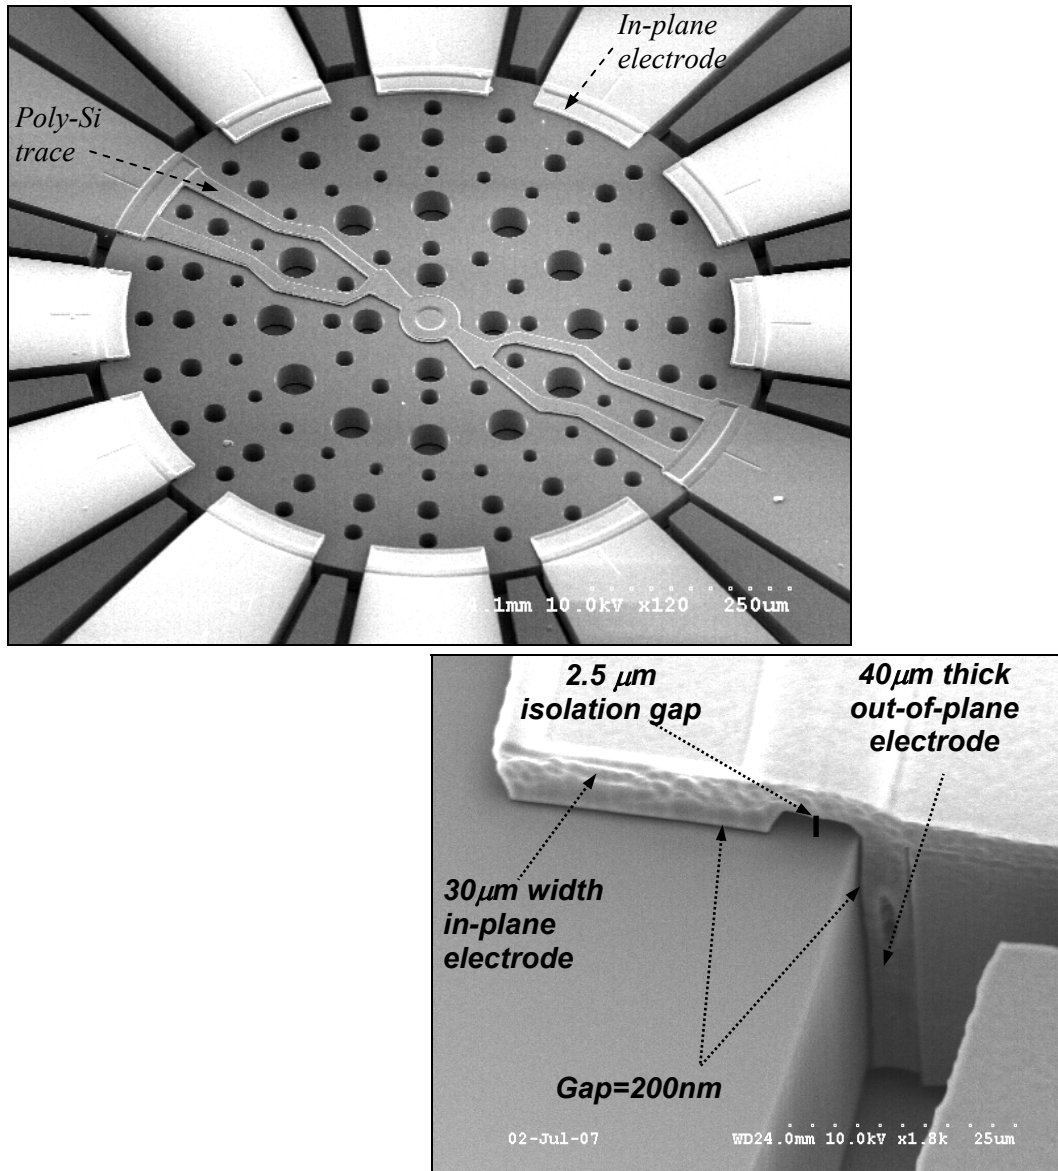 In-plane
electrode
Poly-Si
trace
4.1mm 10.0kV x120 250um
2.5 μm
isolation gap
40μm thick
out-of-plane
electrode
30μm width
in-plane
electrode
Gap=200nm
02-Jul-07 WD24.0mm 10.0kV x1.8k 25um